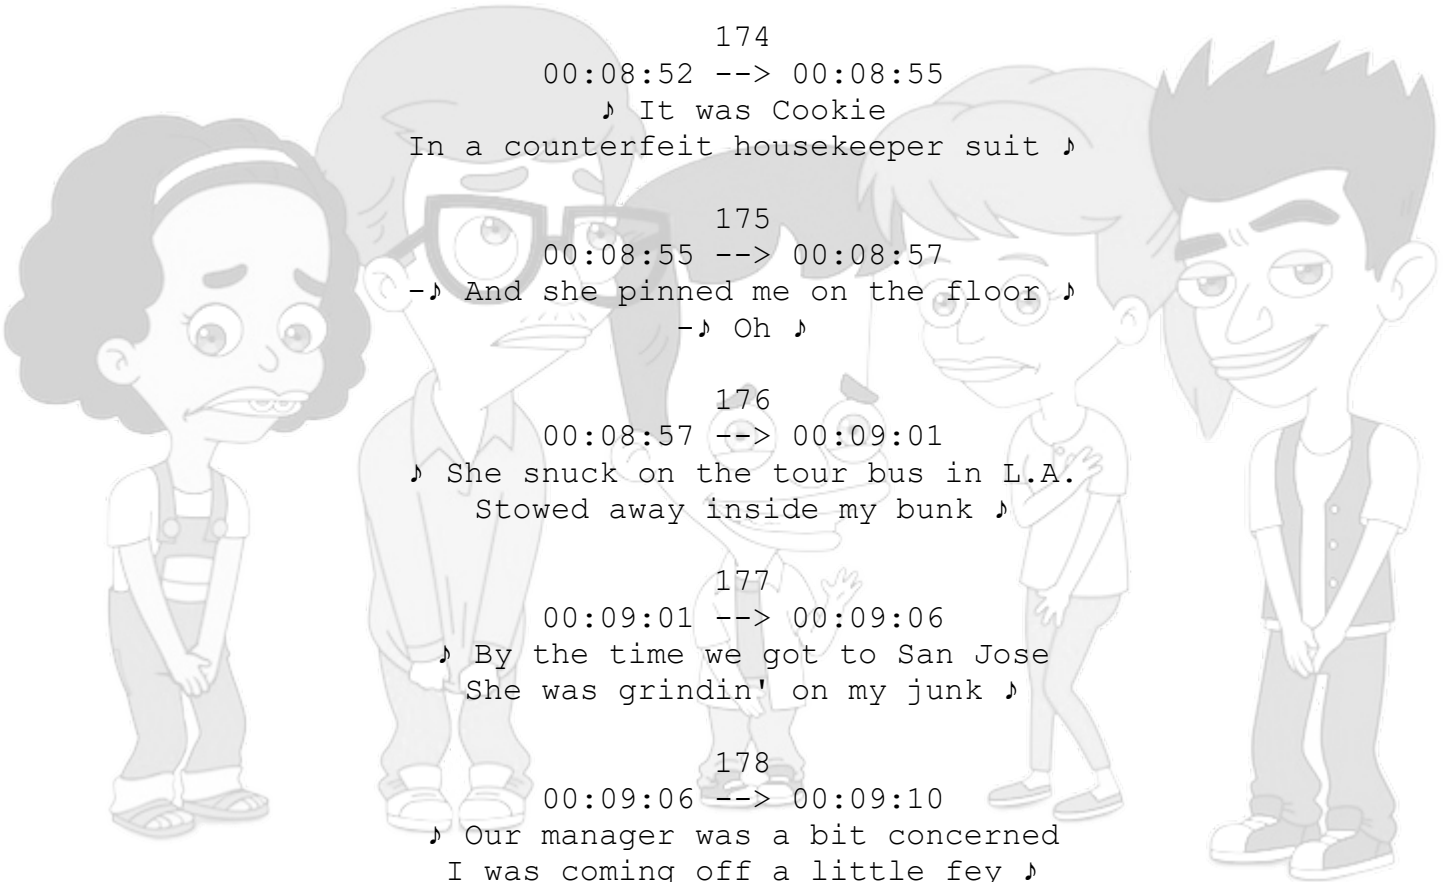 174
00:08:52 --> 00:08:55
♪ It was Cookie
In a counterfeit housekeeper suit ♪
175
00:08:55 --> 00:08:57
-♪ And she pinned me on the floor ♪
-♪ Oh ♪
176
00:08:57 --> 00:09:01
♪ She snuck on the tour bus in L.A.
Stowed away inside my bunk ♪
177
00:09:01 --> 00:09:06
♪ By the time we got to San Jose
She was grindin' on my junk ♪
178
00:09:06 --> 00:09:10
♪ Our manager was a bit concerned
I was coming off a little fey ♪